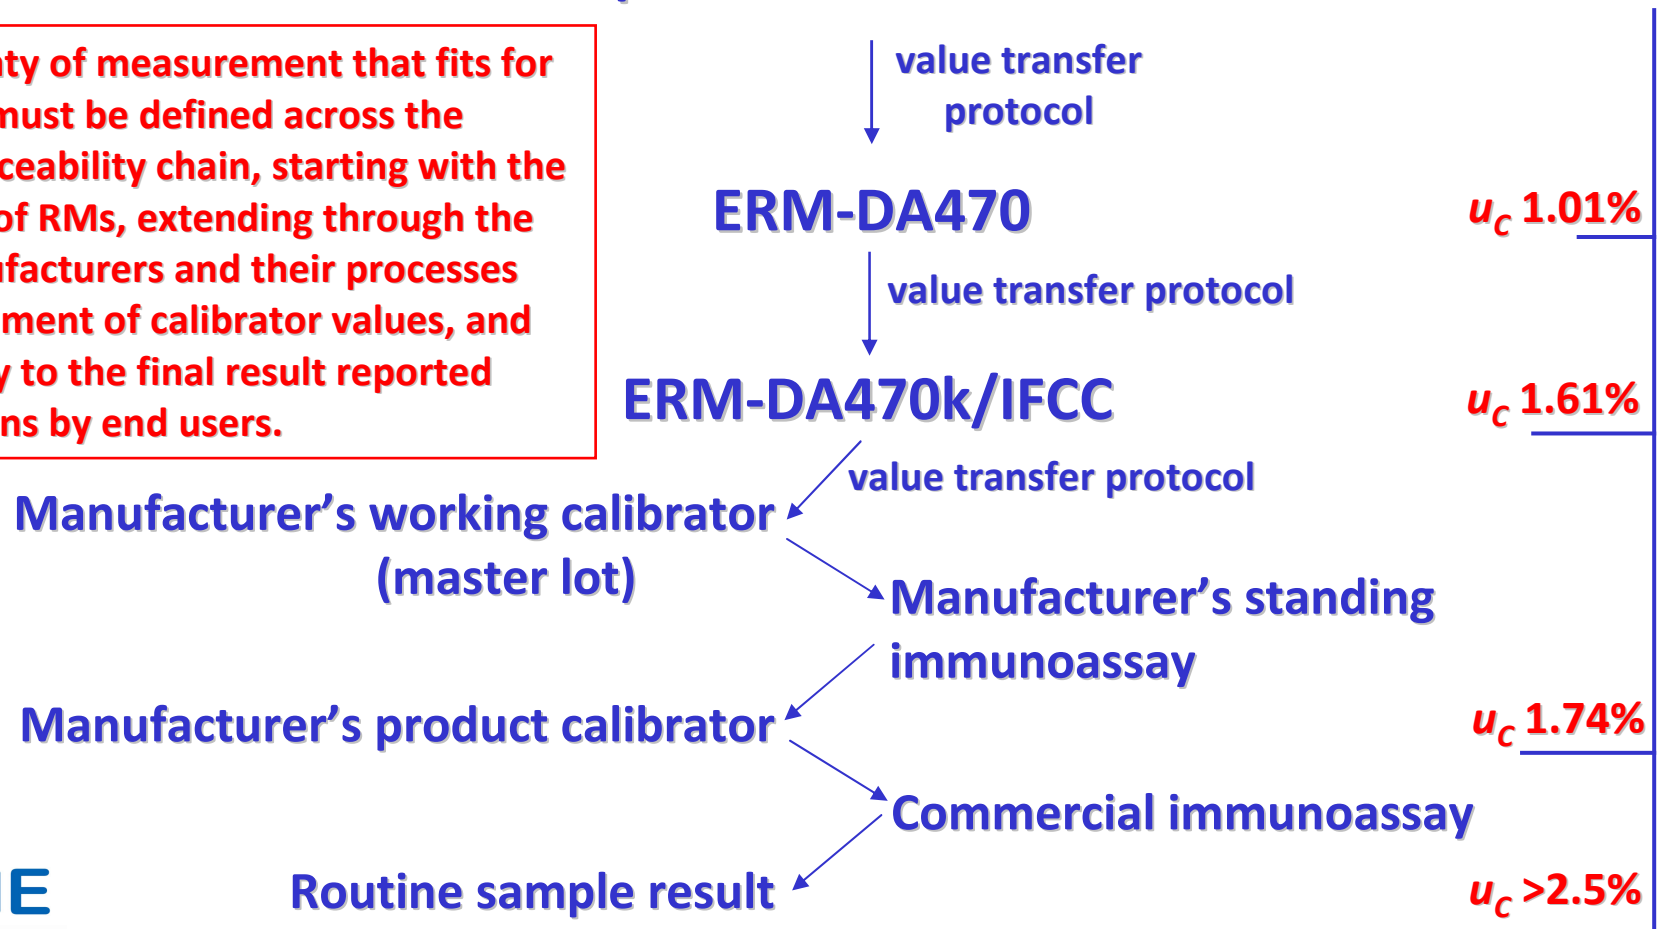 value transfer
protocol
ty of measurement that fits for
must be defined across the
ceability chain, starting with the
of RMs, extending through the
ufacturers and their processes
ment of calibrator values, and
y to the final result reported
ns by end users.
ERM-DA470
uC 1.01%
value transfer protocol
ERM-DA470k/IFCC
uC 1.61%
value transfer protocol
Manufacturer’s working calibrator
(master lot)
Manufacturer’s standing
immunoassay
Manufacturer’s product calibrator
uC 1.74%
Commercial immunoassay
Routine sample result
uC >2.5%
E